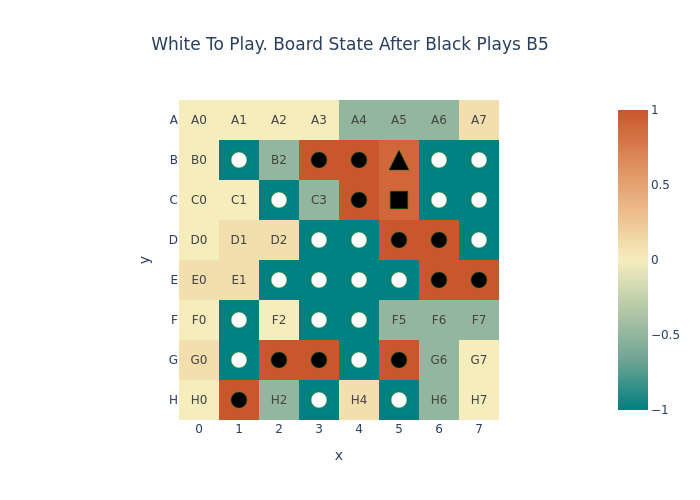 White To Play. Board State After Black Plays B5
A A0 A1 A2 A3 A4 A5 A6 A7
B B0 B2
C C0 C1 C3
D D0 D1 D2
E E0 E1
F F0 F2 F5 F6 F7
G G0 G6 G7
H H0 H2 H4 H6 H7
0 1 2 3 4 5 6 7
x
y
1
0.5
0
−0.5
−1